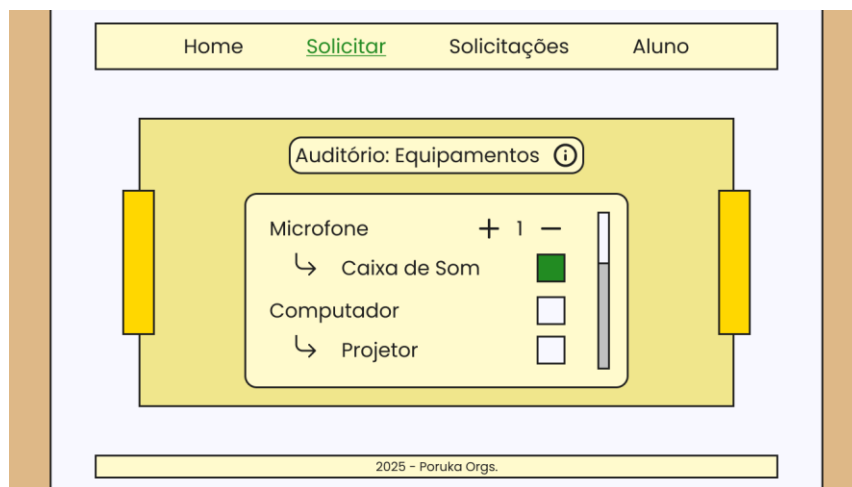 Home Solicitar Solicitações Aluno
Auditório: Equipamentos
Microfone + 1 −
Caixa de Som
Computador
Projetor
2025 - Poruka Orgs.